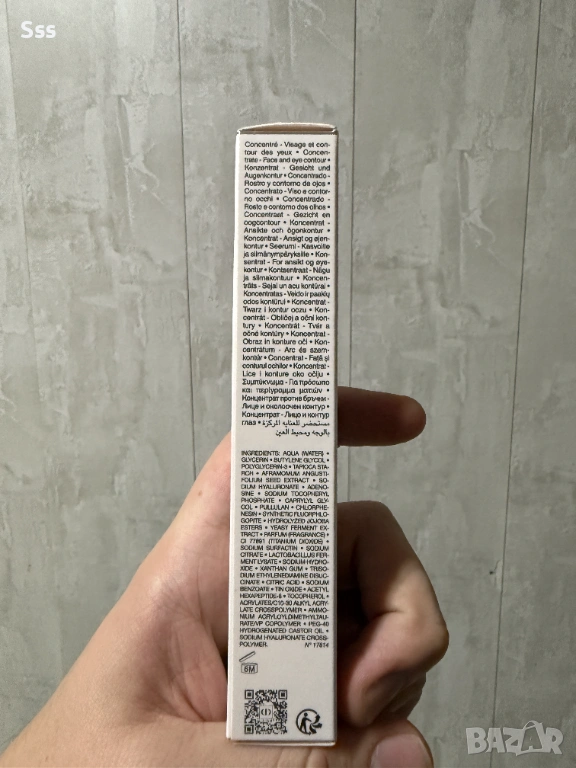 Sss
Concentré - Visage et con-
tour des yeux • Concen-
trate - Face and eye contour •
Konzentrat - Gesicht und
Augenkontur • Concentrado -
Rostro y contorno de ojos •
Concentrato - Viso e contor-
no occhi • Concentrado -
Rosto e contorno dos olhos •
Concentraat - Gezicht en
oogcontour • Koncentrat -
Ansikte och ögonkontur •
Koncentrat - Ansigt og øjen-
kontur • Seerumi - Kasvoille
ja silmänympärykselle • Kon-
sentrat - For ansikt og øye-
kontur • Kontsentraat - Nägu
ja silmakontuur • Koncen-
trāts - Sejai un acu kontūrai •
Koncentratas - Veido ir paakių
odos kontūrui • Koncentrat -
Twarz i kontur oczu • Kon-
centrát - Obličej a oční kon-
tury • Koncentrát - Tvár a
očné kontúry • Koncentrat -
Obraz in konture oči • Kon-
centrátum - Arc és szem-
kontúr • Concentrat - Față și
conturul ochilor • Koncentrat -
Lice i konture oko očiju •
Συμπύκνωμα - Για πρόσωπο
και περίγραμμα ματιών •
Концентрат против бръчки -
Лице и околоочен контур •
Концентрат - Лицо и контур
глаз • مستحضر للعناية المركزة
بالوجه ومحيط العين
INGREDIENTS: AQUA (WATER) •
GLYCERIN • BUTYLENE GLYCOL •
POLYGLYCERIN-3 • TAPIOCA STA-
RCH • AFRAMOMUM ANGUSTI-
FOLIUM SEED EXTRACT • SO-
DIUM HYALURONATE • ADENO-
SINE • SODIUM TOCOPHERYL
PHOSPHATE • CAPRYLYL GLY-
COL • PULLULAN • CHLORPHE-
NESIN • SYNTHETIC FLUORPHLO-
GOPITE • HYDROLYZED JOJOBA
ESTERS • YEAST FERMENT EX-
TRACT • PARFUM (FRAGRANCE) •
CI 77891 (TITANIUM DIOXIDE) •
SODIUM SURFACTIN • SODIUM
CITRATE • LACTOBACILLUS FER-
MENT LYSATE • SODIUM HYDRO-
XIDE • XANTHAN GUM • TRISO-
DIUM ETHYLENEDIAMINE DISUC-
CINATE • CITRIC ACID • SODIUM
BENZOATE • TIN OXIDE • ACETYL
HEXAPEPTIDE-8 • TOCOPHEROL •
ACRYLATES/C10-30 ALKYL ACRY-
LATE CROSSPOLYMER • AMMON-
IUM ACRYLOYLDIMETHYLTAU-
RATE/VP COPOLYMER • PEG-40
HYDROGENATED CASTOR OIL •
SODIUM HYALURONATE CROSS-
POLYMER. N° 17814
6M
BAZAR